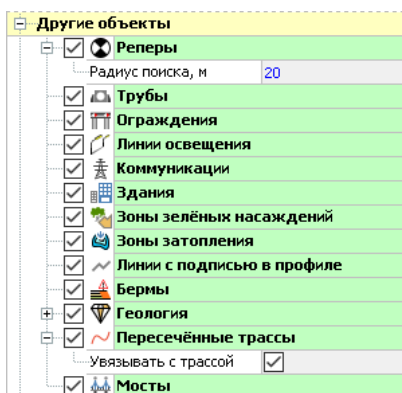 Другие объекты
Реперы
Радиус поиска, м 20
Трубы
Ограждения
Линии освещения
Коммуникации
Здания
Зоны зелёных насаждений
Зоны затопления
Линии с подписью в профиле
Бермы
Геология
Пересечённые трассы
Увязывать с трассой
Мосты